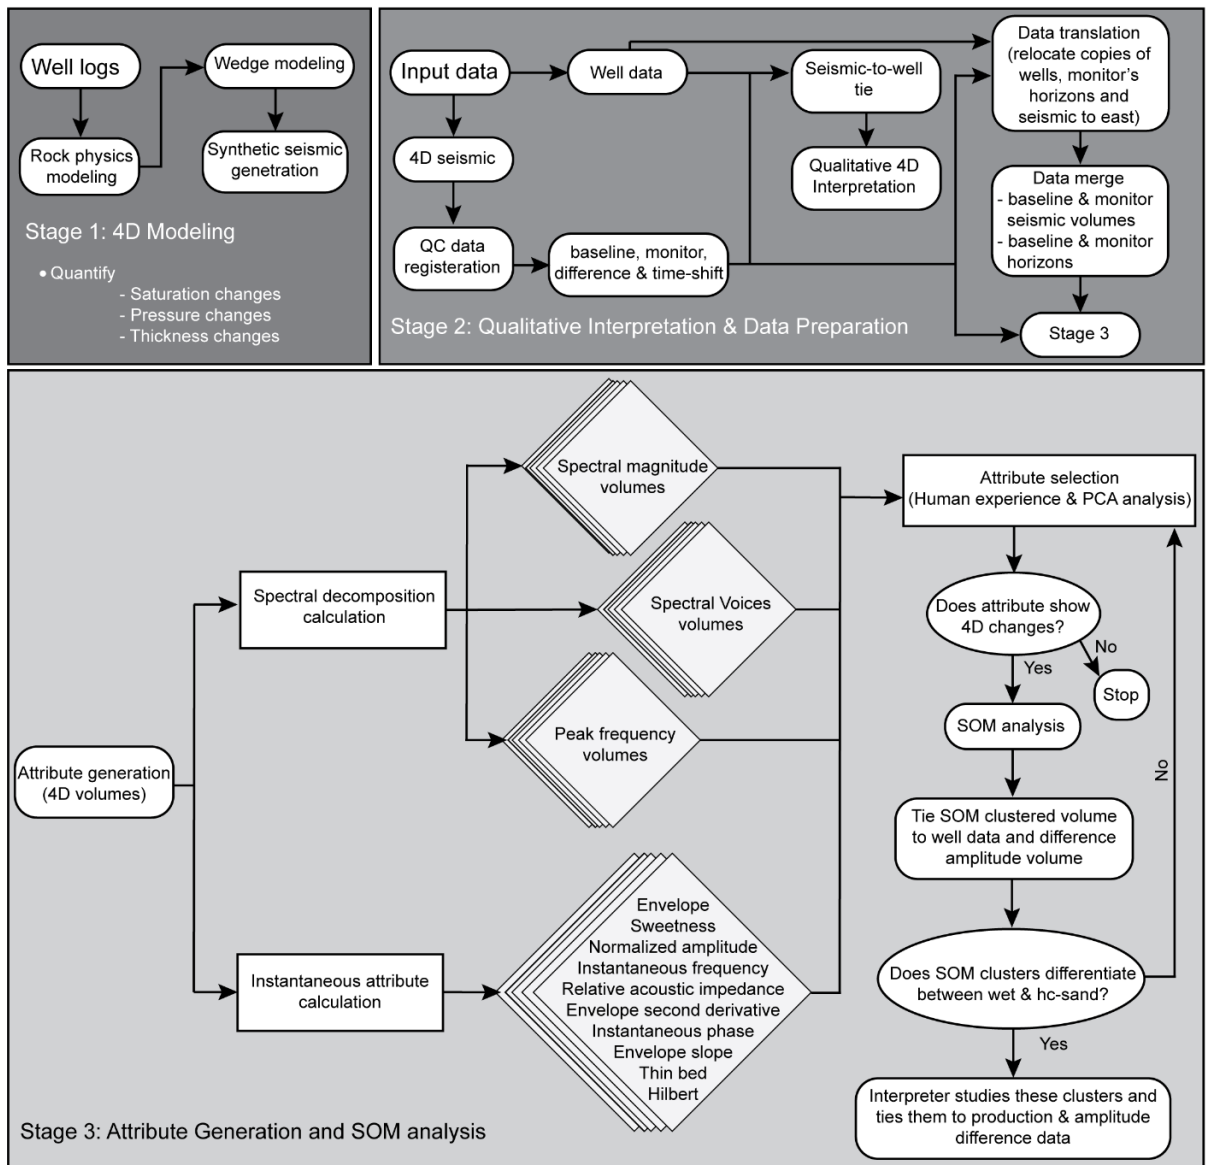 Well logs
Rock physics
modeling
Wedge modeling
Synthetic seismic
genetration
Stage 1: 4D Modeling
• Quantify
- Saturation changes
- Pressure changes
- Thickness changes
Input data
Well data
4D seismic
QC data
registeration
baseline, monitor,
difference & time-shift
Seismic-to-well
tie
Qualitative 4D
Interpretation
Data translation
(relocate copies of
wells, monitor's
horizons and
seismic to east)
Data merge
- baseline & monitor
seismic volumes
- baseline & monitor
horizons
Stage 3
Stage 2: Qualitative Interpretation & Data Preparation
Attribute generation
(4D volumes)
Spectral decomposition
calculation
Instantaneous attribute
calculation
Spectral magnitude
volumes
Spectral Voices
volumes
Peak frequency
volumes
Envelope
Sweetness
Normalized amplitude
Instantaneous frequency
Relative acoustic impedance
Envelope second derivative
Instantaneous phase
Envelope slope
Thin bed
Hilbert
Attribute selection
(Human experience & PCA analysis)
Does attribute show
4D changes?
No
Stop
Yes
SOM analysis
Tie SOM clustered volume
to well data and difference
amplitude volume
Does SOM clusters differentiate
between wet & hc-sand?
No
Yes
Interpreter studies these clusters and
ties them to production & amplitude
difference data
Stage 3: Attribute Generation and SOM analysis